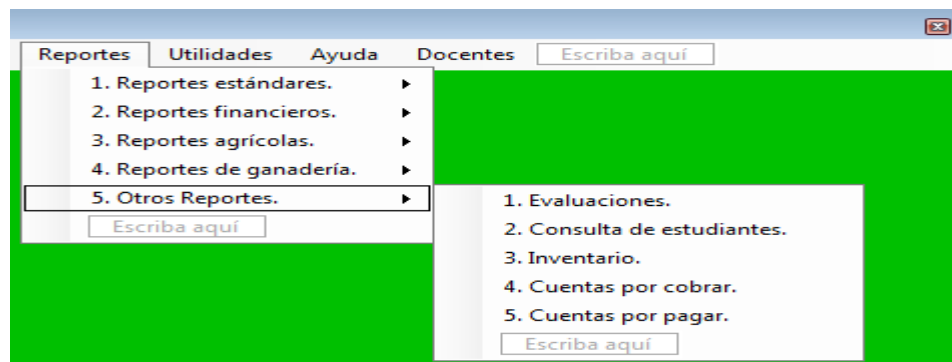 Reportes Utilidades Ayuda Docentes Escriba aquí
1. Reportes estándares.
2. Reportes financieros.
3. Reportes agrícolas.
4. Reportes de ganadería.
5. Otros Reportes.
Escriba aquí
1. Evaluaciones.
2. Consulta de estudiantes.
3. Inventario.
4. Cuentas por cobrar.
5. Cuentas por pagar.
Escriba aquí